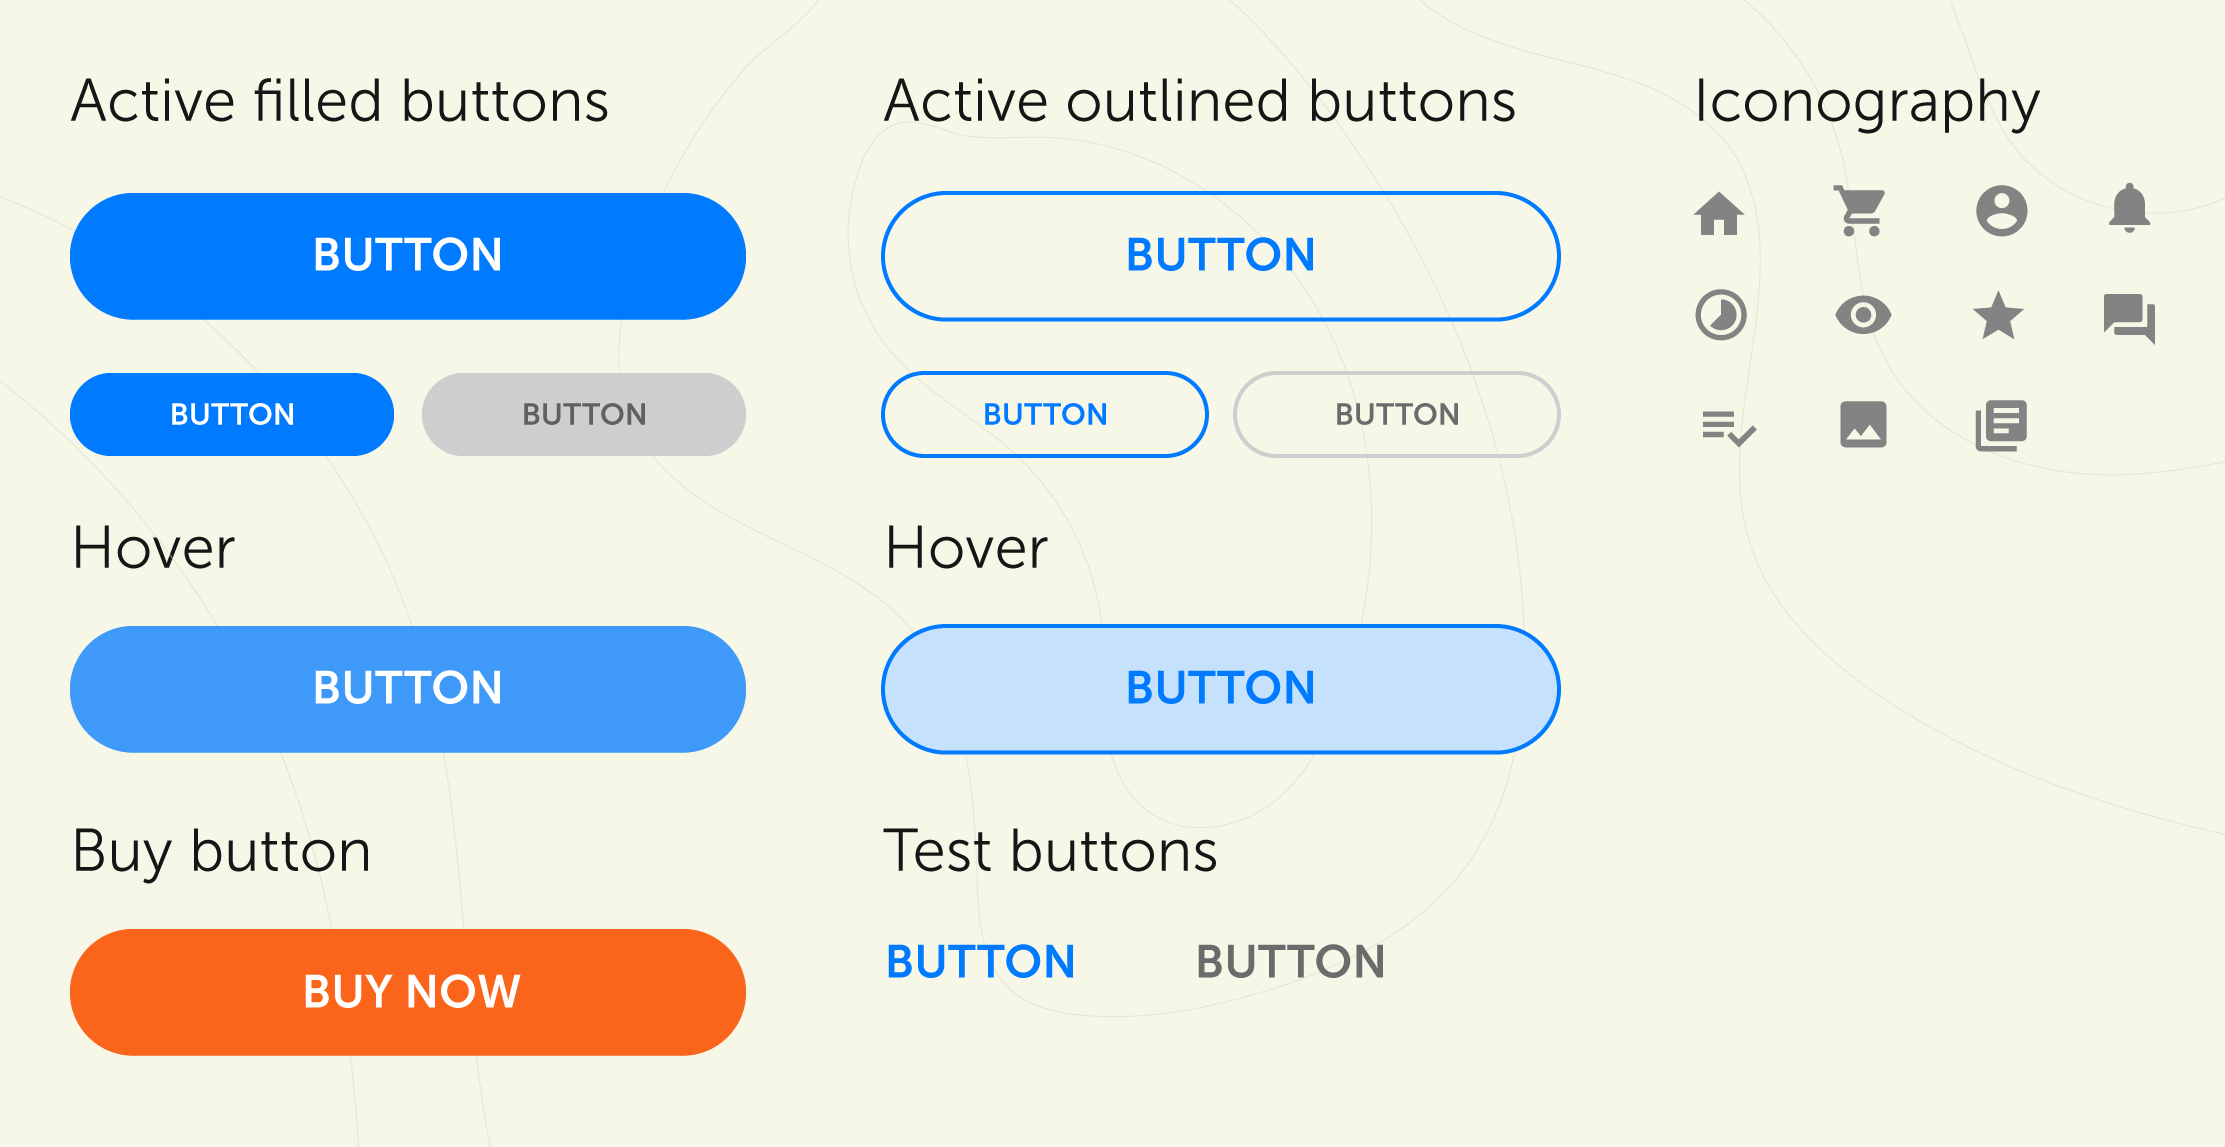 Active filled buttons
BUTTON
BUTTON
BUTTON
Hover
BUTTON
Buy button
BUY NOW
Active outlined buttons
BUTTON
BUTTON
BUTTON
Hover
BUTTON
Test buttons
BUTTON
BUTTON
Iconography